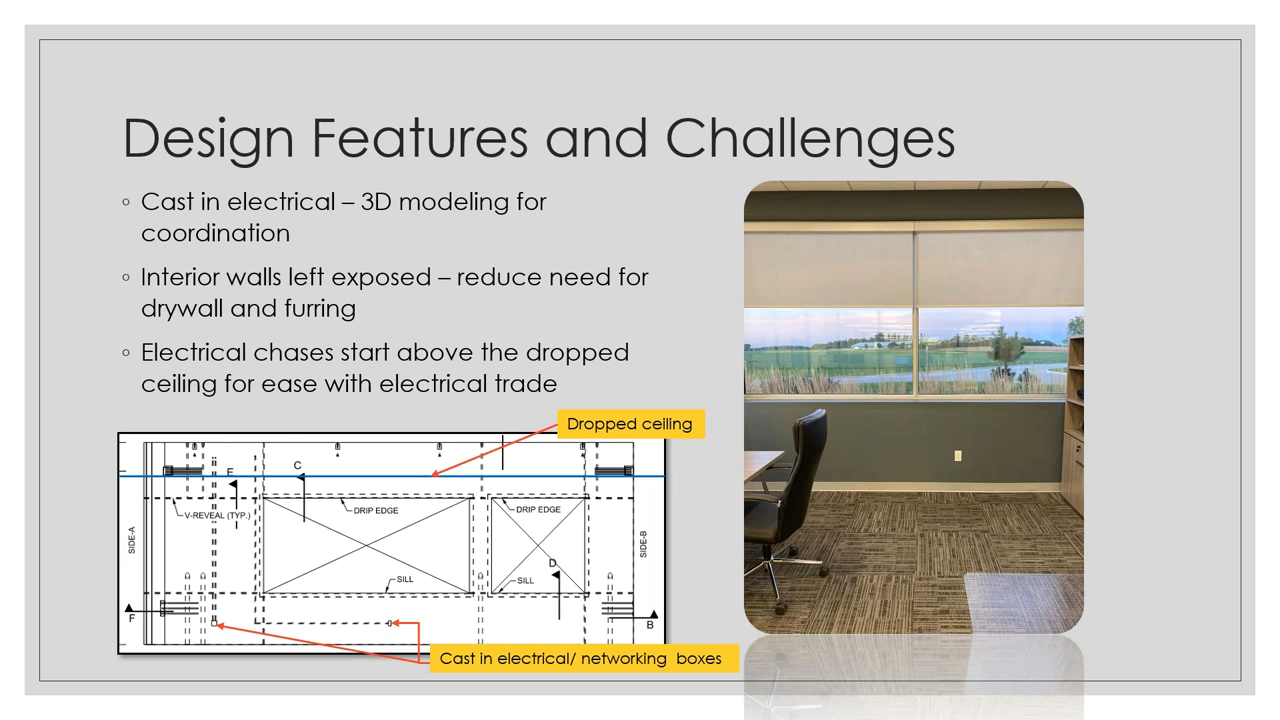 Design Features and Challenges
◦ Cast in electrical – 3D modeling for
coordination
◦ Interior walls left exposed – reduce need for
drywall and furring
◦ Electrical chases start above the dropped
ceiling for ease with electrical trade
Dropped ceiling
C
E
V-REVEAL (TYP.)
DRIP EDGE
DRIP EDGE
SIDE-A
SIDE-B
D
SILL
SILL
F
B
Cast in electrical/ networking boxes